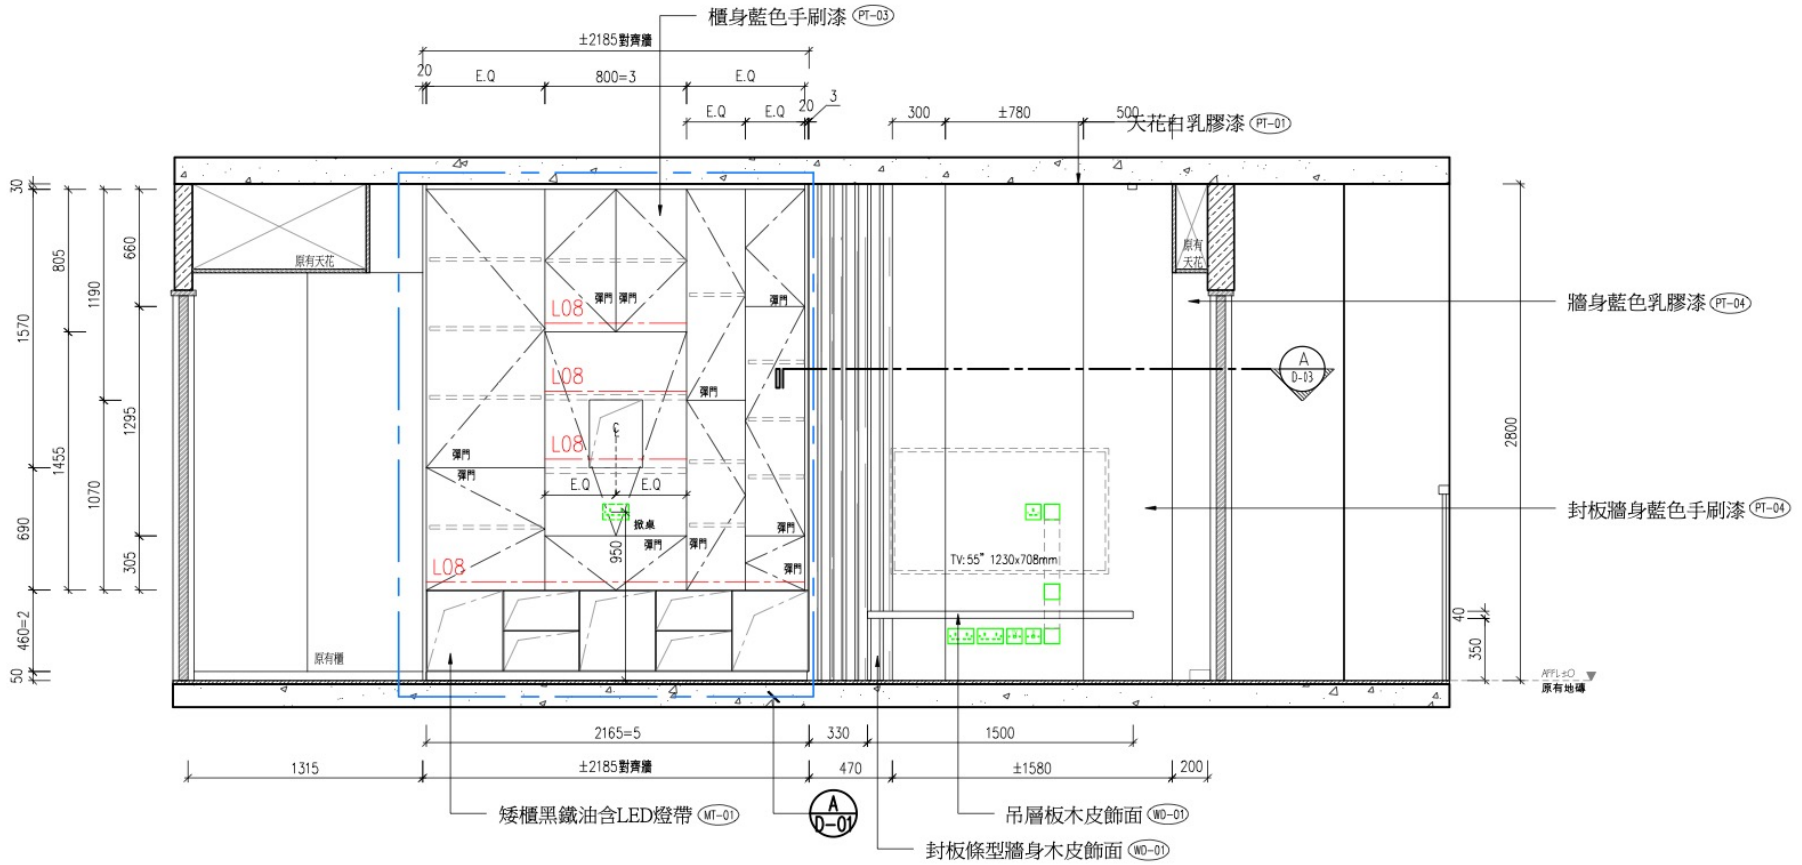 櫃身藍色手刷漆 PT-03
±2185對齊牆
20 E.Q 800=3 E.Q
E.Q E.Q 20 3
300 ±780 500
天花白乳膠漆 PT-01
30
805
660
1190
1570
1295
1455
1070
690
305
460=2
50
原有天花
原有
天花
彈門 彈門
彈門
L08
牆身藍色乳膠漆 PT-04
A
D-03
L08
彈門
2800
L08
彈門
彈門
E.Q E.Q
封板牆身藍色手刷漆 PT-04
掀桌
彈門
彈門 彈門
950
TV:55" 1230x708mm
L08
彈門
40
350
原有櫃
原有地磚
2165=5 330 1500
1315 ±2185對齊牆 470 ±1580 200
矮櫃黑鐵油含LED燈帶 MT-01
A
D-01
吊層板木皮飾面 WD-01
封板條型牆身木皮飾面 WD-01